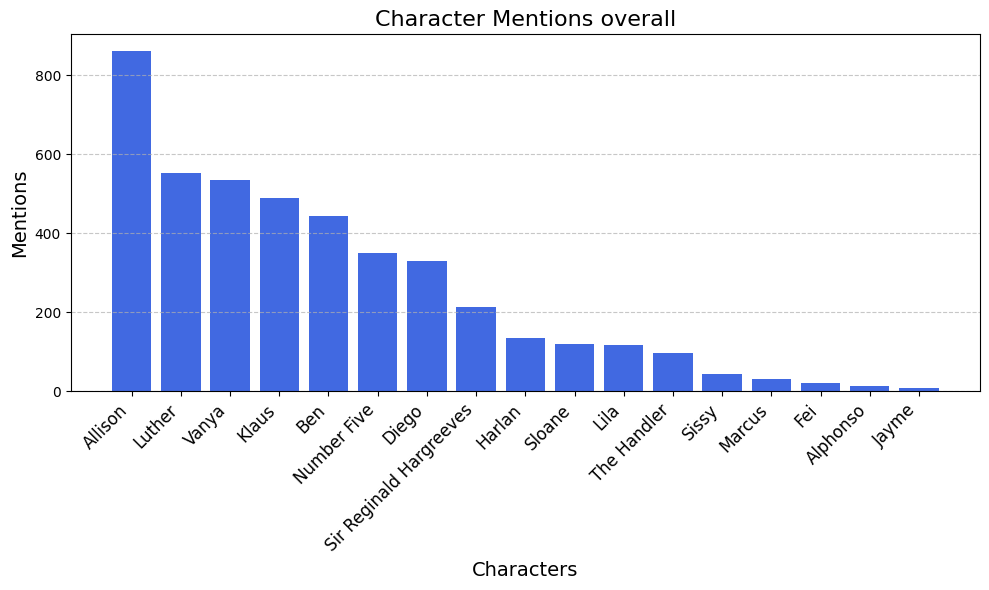 Character Mentions overall
Mentions
800
600
400
200
0
Allison
Luther
Vanya
Klaus
Ben
Number Five
Diego
Sir Reginald Hargreeves
Harlan
Sloane
Lila
The Handler
Sissy
Marcus
Fei
Alphonso
Jayme
Characters